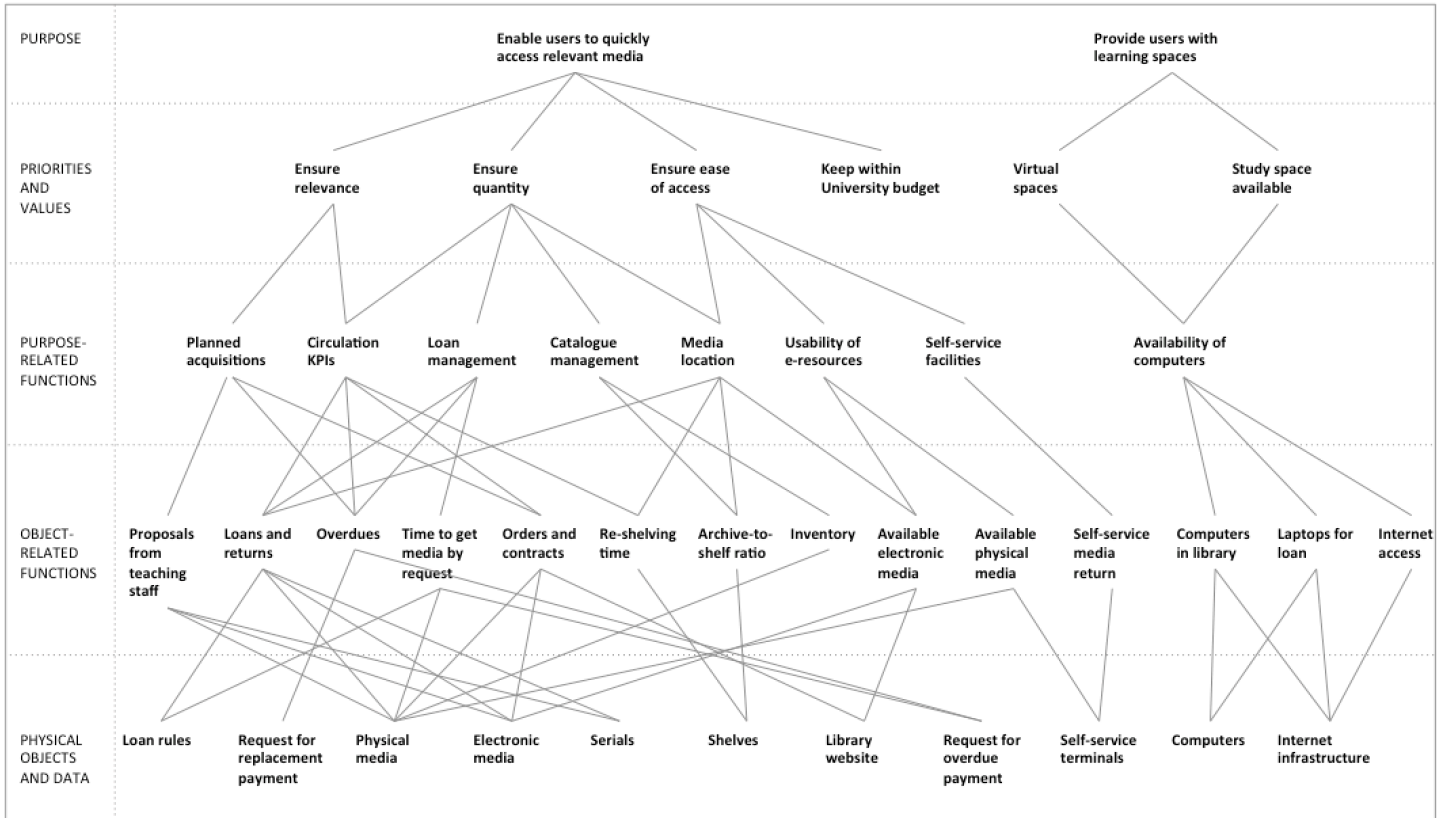 PURPOSE
Enable users to quickly
access relevant media
Provide users with
learning spaces
PRIORITIES
AND
VALUES
Ensure
relevance
Ensure
quantity
Ensure ease
of access
Keep within
University budget
Virtual
spaces
Study space
available
PURPOSE-
RELATED
FUNCTIONS
Planned
acquisitions
Circulation
KPIs
Loan
management
Catalogue
management
Media
location
Usability of
e-resources
Self-service
facilities
Availability of
computers
OBJECT-
RELATED
FUNCTIONS
Proposals
from
teaching
staff
Loans and
returns
Overdues
Time to get
media by
request
Orders and
contracts
Re-shelving
time
Archive-to-
shelf ratio
Inventory
Available
electronic
media
Available
physical
media
Self-service
media
return
Computers
in library
Laptops for
loan
Internet
access
PHYSICAL
OBJECTS
AND DATA
Loan rules
Request for
replacement
payment
Physical
media
Electronic
media
Serials
Shelves
Library
website
Request for
overdue
payment
Self-service
terminals
Computers
Internet
infrastructure